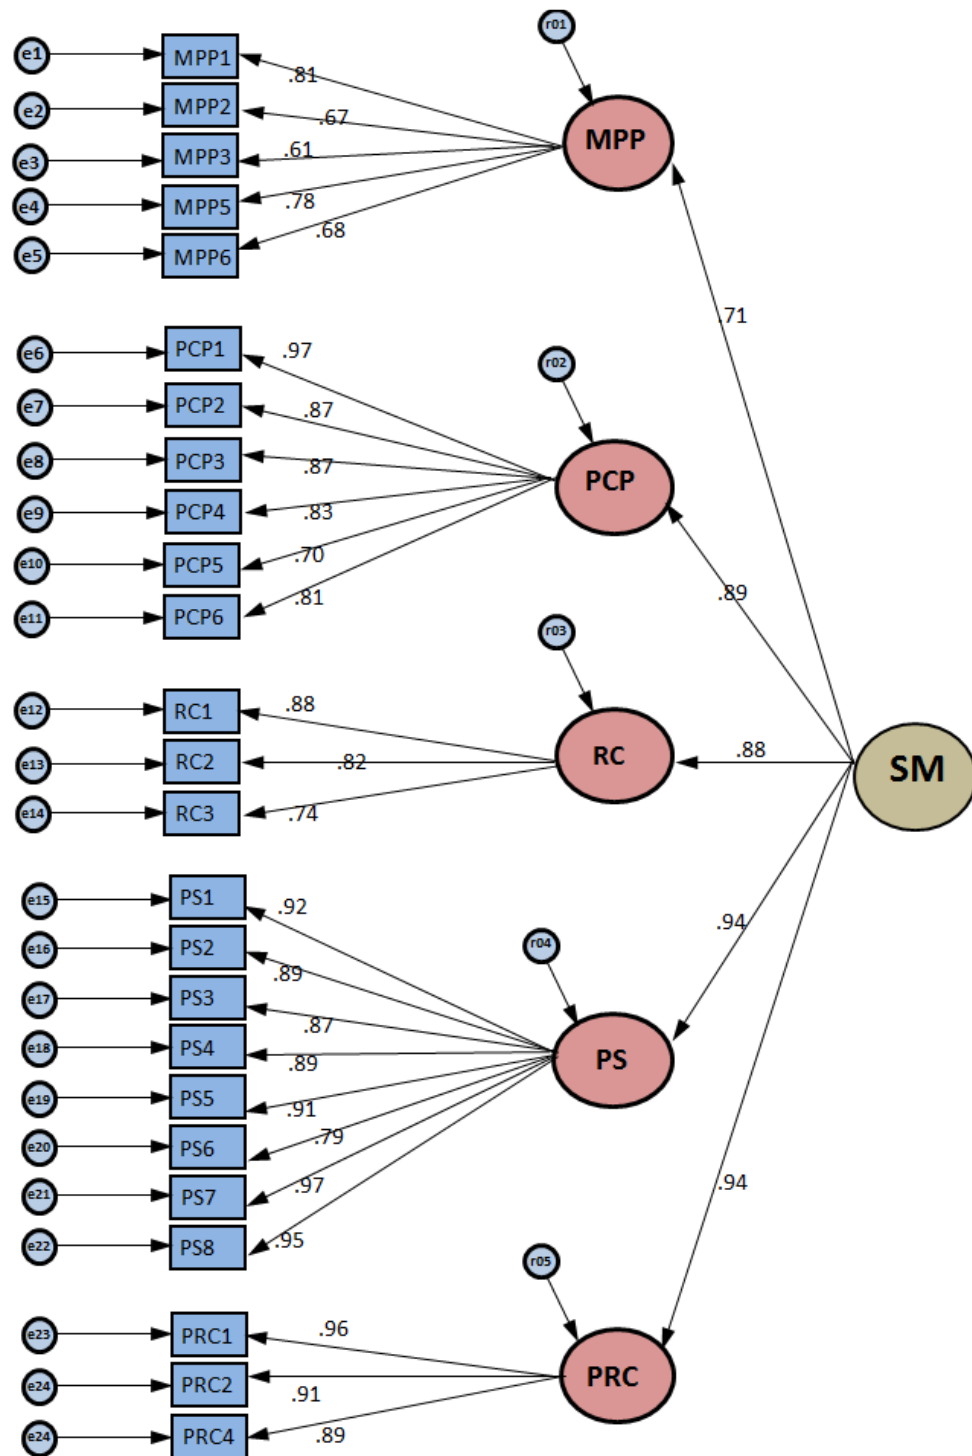 r01
e1 MPP1 .81
e2 MPP2 .67 MPP
e3 MPP3 .61
e4 MPP5 .78
e5 MPP6 .68
.71
e6 PCP1 .97 r02
e7 PCP2 .87
e8 PCP3 .87 PCP
e9 PCP4 .83
e10 PCP5 .70
e11 PCP6 .81 .89
r03
e12 RC1 .88
e13 RC2 .82 RC .88 SM
e14 RC3 .74
e15 PS1 .92 .94
e16 PS2 .89 r04
e17 PS3 .87
e18 PS4 .89 PS
e19 PS5 .91
e20 PS6 .79
e21 PS7 .97 .94
e22 PS8 .95 r05
e23 PRC1 .96
e24 PRC2 .91 PRC
e24 PRC4 .89